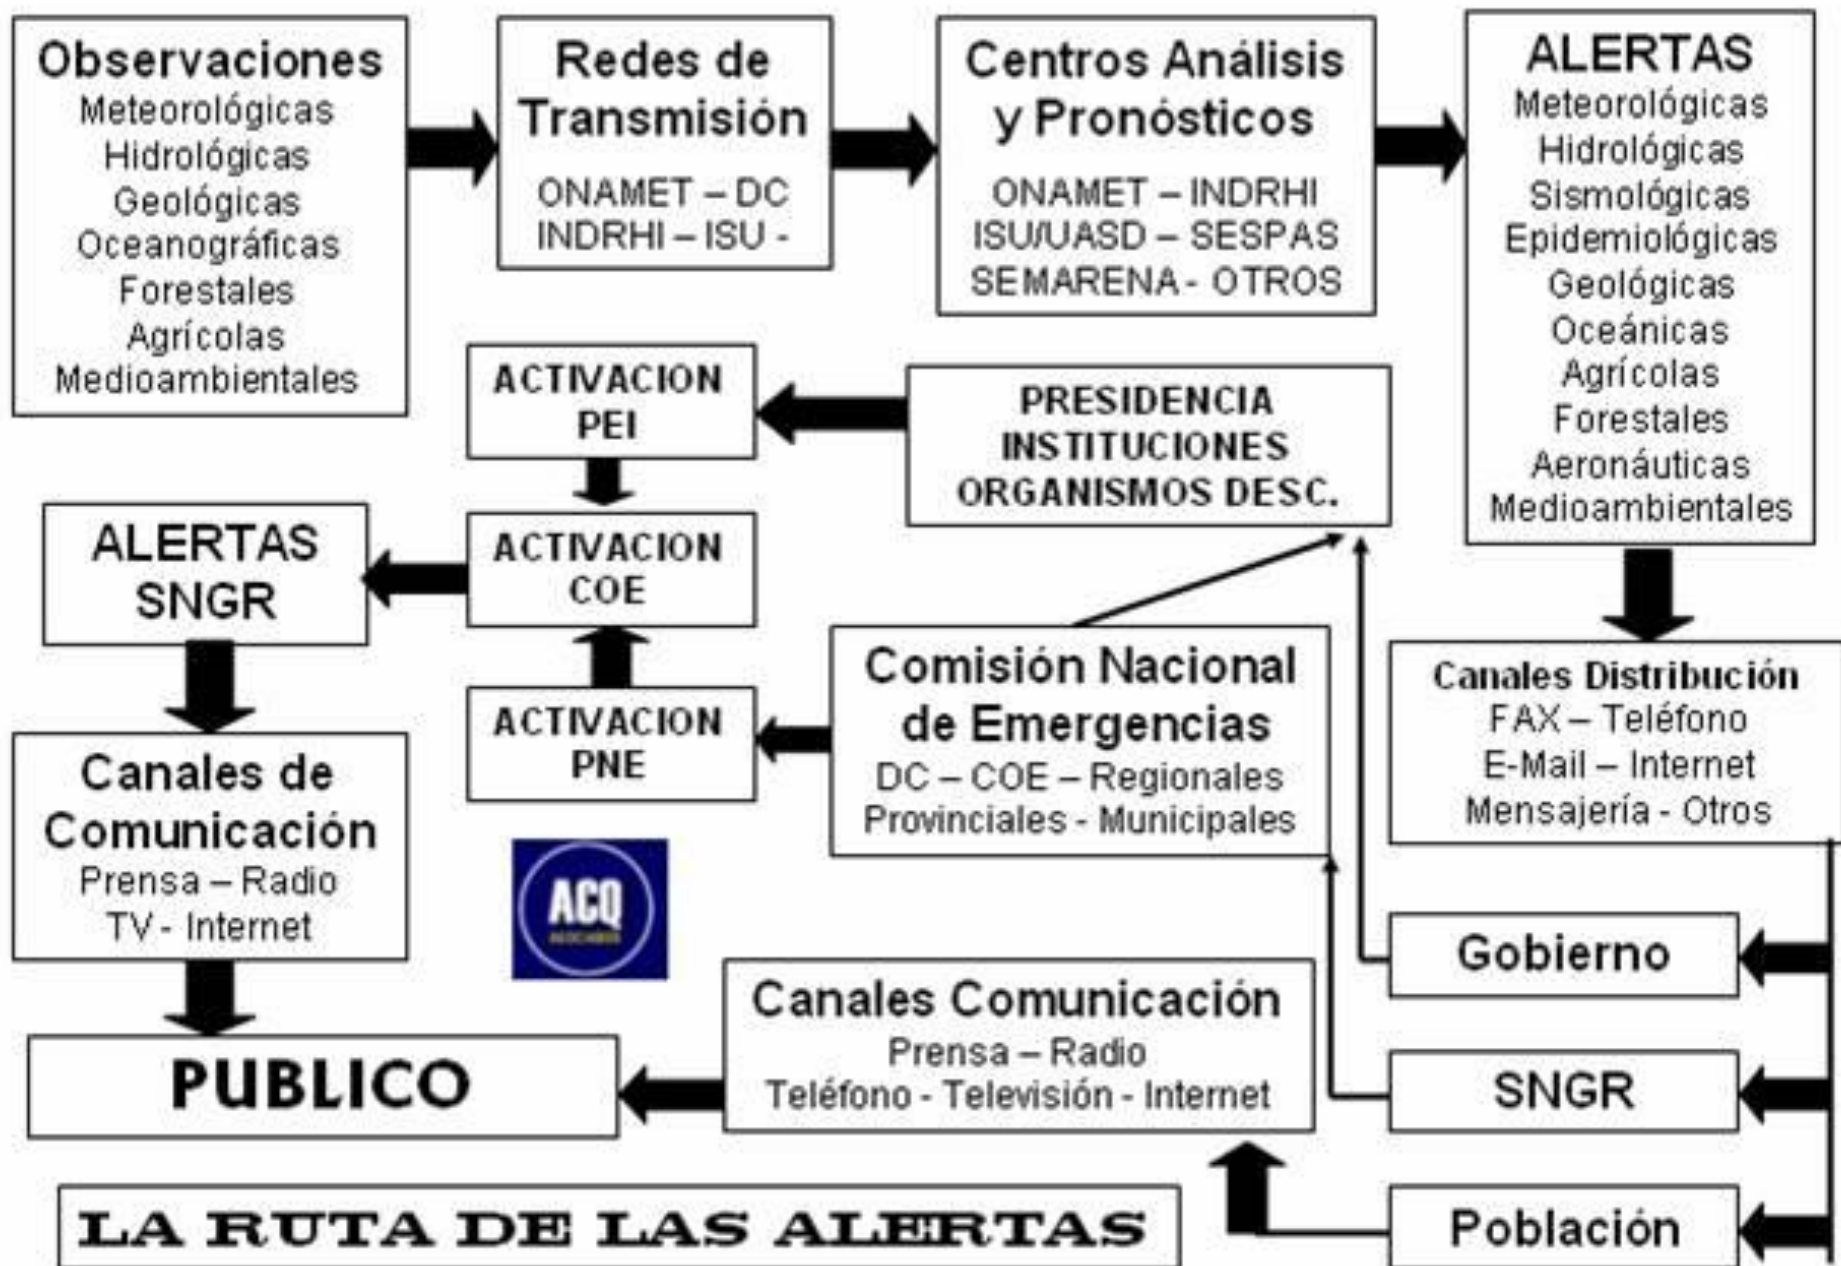 Observaciones
Meteorológicas
Hidrológicas
Geológicas
Oceanográficas
Forestales
Agrícolas
Medioambientales
Redes de
Transmisión
ONAMET – DC
INDRHI – ISU -
Centros Análisis
y Pronósticos
ONAMET – INDRHI
ISU/UASD – SESPAS
SEMARENA - OTROS
ALERTAS
Meteorológicas
Hidrológicas
Sismológicas
Epidemiológicas
Geológicas
Oceánicas
Agrícolas
Forestales
Aeronáuticas
Medioambientales
ACTIVACION
PEI
PRESIDENCIA
INSTITUCIONES
ORGANISMOS DESC.
ALERTAS
SNGR
ACTIVACION
COE
ACTIVACION
PNE
Comisión Nacional
de Emergencias
DC – COE – Regionales
Provinciales - Municipales
Canales Distribución
FAX – Teléfono
E-Mail – Internet
Mensajería - Otros
Canales de
Comunicación
Prensa – Radio
TV - Internet
ACQ
ASOCIADOS
Gobierno
Canales Comunicación
Prensa – Radio
Teléfono - Televisión - Internet
PUBLICO
SNGR
Población
LA RUTA DE LAS ALERTAS